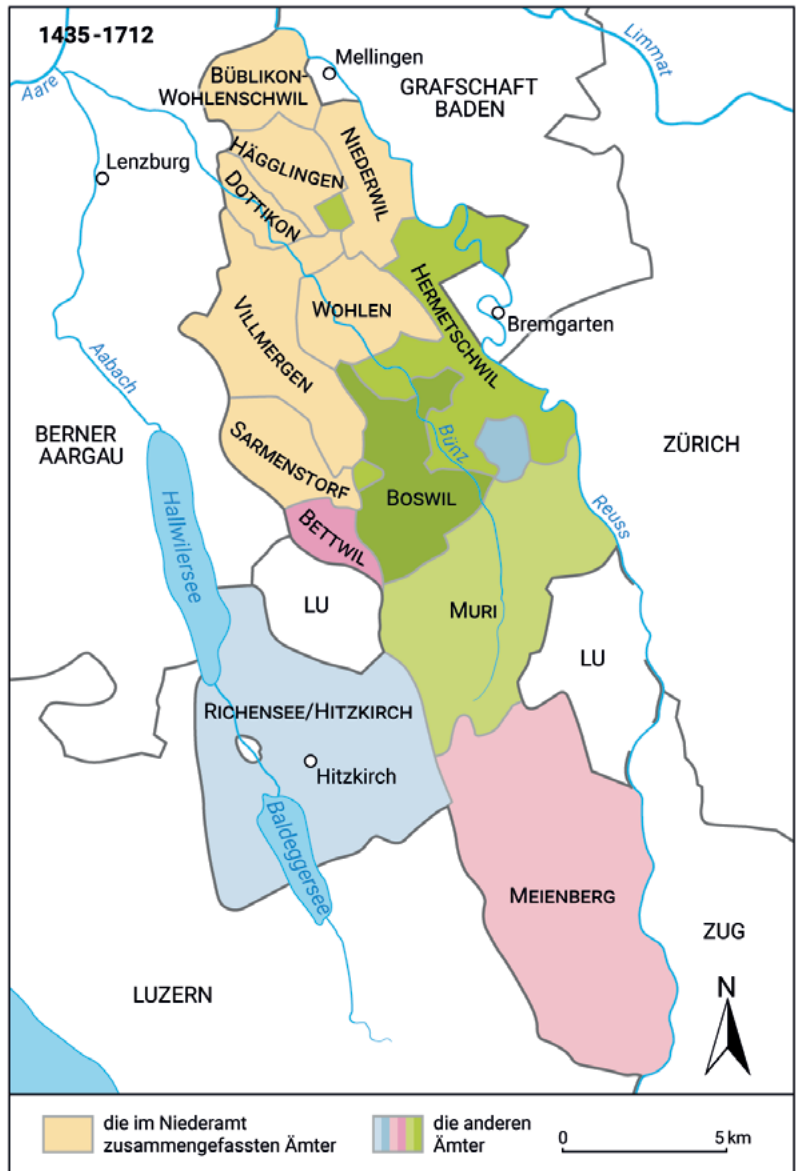 1435-1712
Aare
Limmat
Mellingen
GRAFSCHAFT
BADEN
BÜBLIKON-
WOHLENSCHWIL
HÄGGLINGEN
NIEDERWIL
Lenzburg
DOTTIKON
HERMETSCHWIL
WOHLEN
Bremgarten
VILLMERGEN
Aabach
BERNER
AARGAU
SARMENSTORF
Bünz
ZÜRICH
Hallwilersee
BOSWIL
Reuss
BETTWIL
LU
MURI
LU
RICHENSEE/HITZKIRCH
Hitzkirch
Baldeggersee
MEIENBERG
ZUG
LUZERN
N
die im Niederamt
zusammengefassten Ämter
die anderen
Ämter
0 5 km